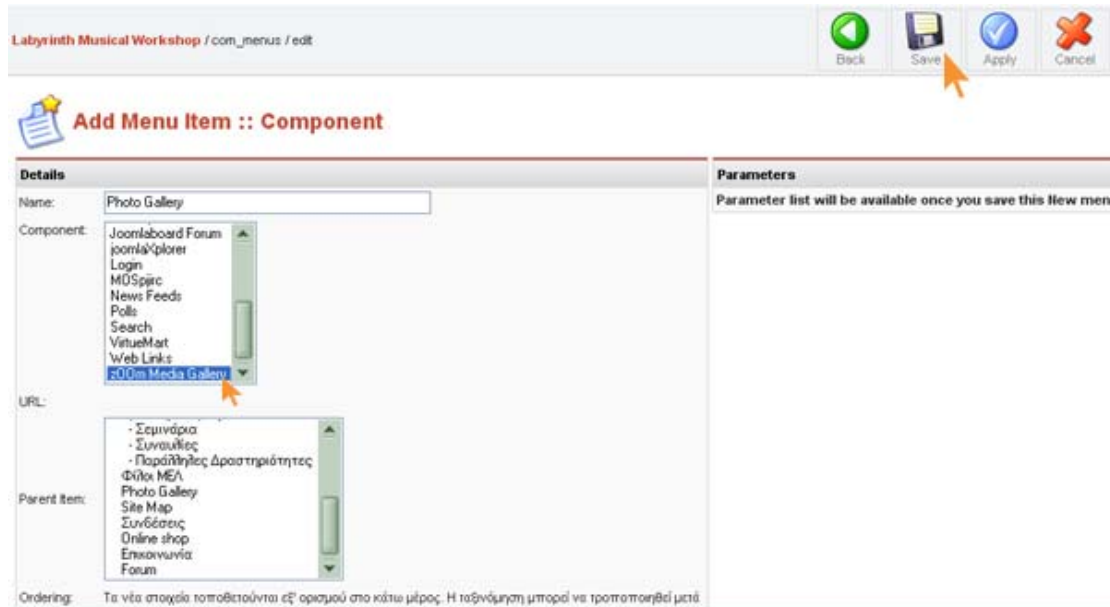 Labyrinth Musical Workshop / com_menus / edit
Back Save Apply Cancel
Add Menu Item :: Component
Details
Parameters
Name: Photo Gallery
Parameter list will be available once you save this New men
Component:
Joomlaboard Forum
joomlaXplorer
Login
MOSpjirc
News Feeds
Polls
Search
VirtueMart
Web Links
zOOm Media Gallery
URL:
- Σεμινάρια
- Συναυλίες
- Παράλληλες Δραστηριότητες
Φίλοι ΜΕΛ
Photo Gallery
Parent Item:
Site Map
Συνδέσεις
Online shop
Επικοινωνία
Forum
Ordering: Τα νέα στοιχεία τοποθετούνται εξ' ορισμού στο κάτω μέρος. Η ταξινόμηση μπορεί να τροποποιηθεί μετά